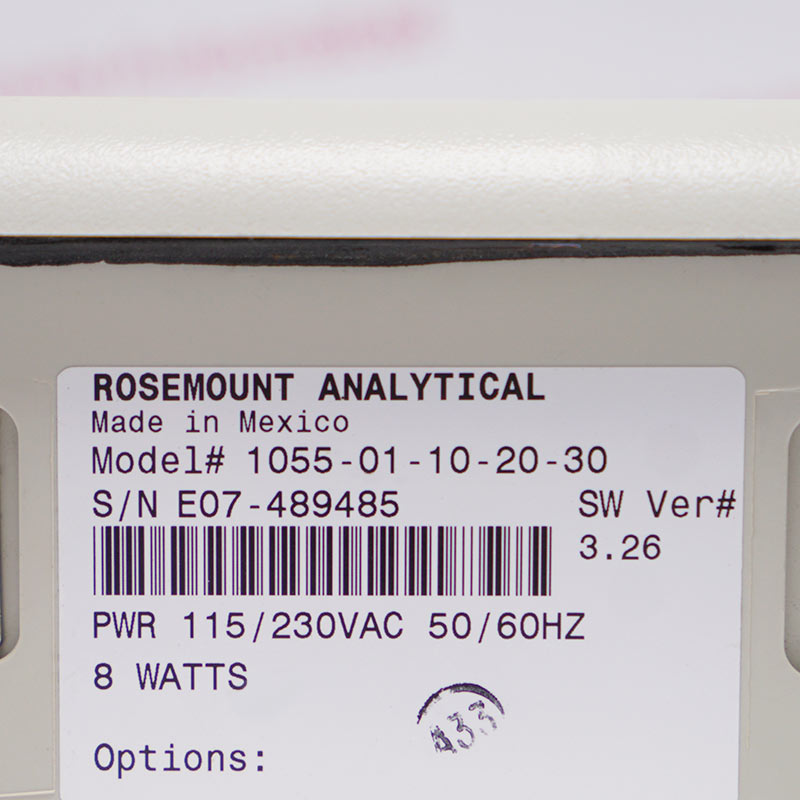 ROSEMOUNT ANALYTICAL
Made in Mexico
Model# 1055-01-10-20-30
S/N E07-489485
SW Ver#
3.26
PWR 115/230VAC 50/60HZ
8 WATTS
433
Options: